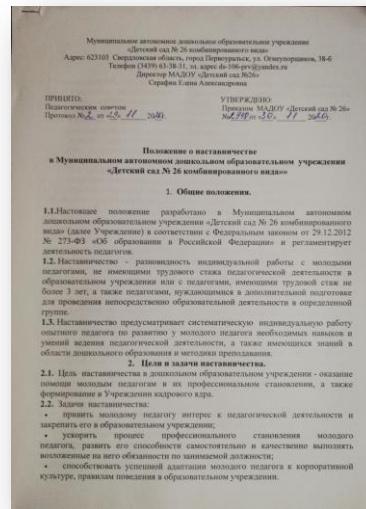 Муниципальное автономное дошкольное образовательное учреждение
«Детский сад № 26 комбинированного вида»
Адрес: 623103 Свердловская область, город Первоуральск, ул. Огнеупорщиков, 38-б
Телефон (3439) 63-38-31, эл. адрес
Директор МАДОУ «Детский сад №26»
Серафин Елена Александровна
ПРИНЯТО:
Педагогическим советом
Протокол № 2 от 29. 11
УТВЕРЖДЕНО:
Приказом МАДОУ «Детский сад № 26»
от 30. 11
Положение о наставничестве
в Муниципальном автономном дошкольном образовательном учреждении
«Детский сад № 26 комбинированного вида»»
1. Общие положения.
1.1.Настоящее положение разработано в Муниципальном автономном
дошкольном образовательном учреждении «Детский сад № 26 комбинированного
вида» (далее Учреждение) в соответствии с Федеральным законом от 29.12.2012
№ 273-ФЗ «Об образовании в Российской Федерации» и регламентирует
деятельность педагогов.
1.2. Наставничество - разновидность индивидуальной работы с молодыми
педагогами, не имеющими трудового стажа педагогической деятельности в
образовательном учреждении или с педагогами, имеющими трудовой стаж не
более 3 лет, а также педагогами, нуждающимися в дополнительной подготовке
для проведения непосредственно образовательной деятельности в определенной
группе.
1.3. Наставничество предусматривает систематическую индивидуальную работу
опытного педагога по развитию у молодого педагога необходимых навыков и
умений ведения педагогической деятельности, а также имеющихся знаний в
области дошкольного образования и методики преподавания.
2. Цели и задачи наставничества.
2.1. Цель наставничества в дошкольном образовательном учреждении - оказание
помощи молодым педагогам в их профессиональном становлении, а также
формирование в Учреждении кадрового ядра.
2.2. Задачи наставничества:
• привить молодому педагогу интерес к педагогической деятельности и
закрепить его в образовательном учреждении;
• ускорить процесс профессионального становления молодого
педагога, развить его способности самостоятельно и качественно выполнять
возложенные на него обязанности по занимаемой должности;
• способствовать успешной адаптации молодого педагога к корпоративной
культуре, правилам поведения в образовательном учреждении.